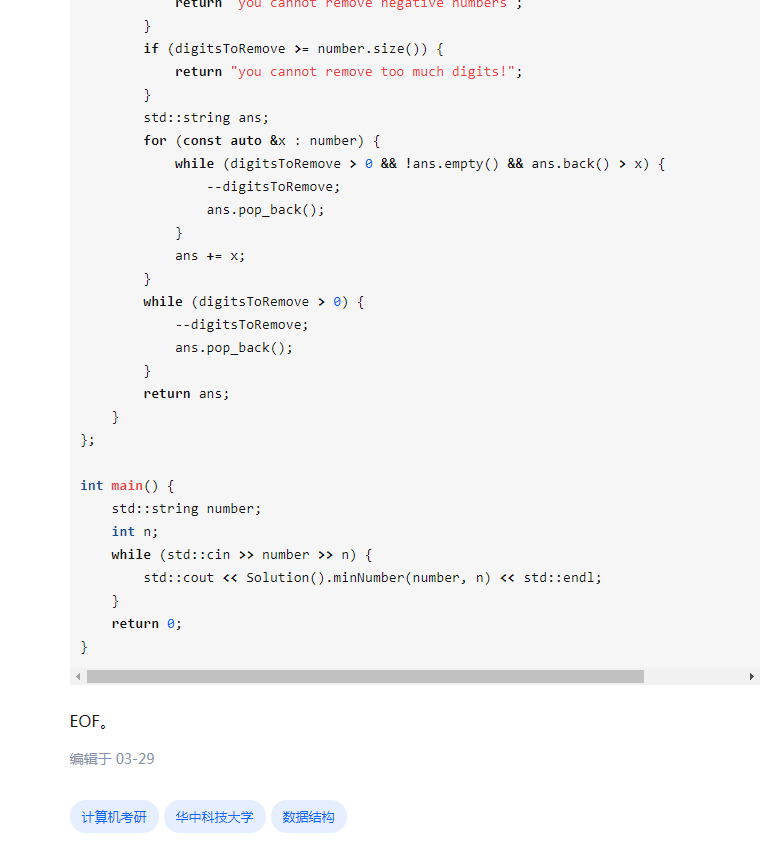 return "you cannot remove negative numbers";
}
if (digitsToRemove >= number.size()) {
return "you cannot remove too much digits!";
}
std::string ans;
for (const auto &x : number) {
while (digitsToRemove > 0 && !ans.empty() && ans.back() > x) {
--digitsToRemove;
ans.pop_back();
}
ans += x;
}
while (digitsToRemove > 0) {
--digitsToRemove;
ans.pop_back();
}
return ans;
}
};
int main() {
std::string number;
int n;
while (std::cin >> number >> n) {
std::cout << Solution().minNumber(number, n) << std::endl;
}
return 0;
}
EOF。
编辑于 03-29
计算机考研 华中科技大学 数据结构